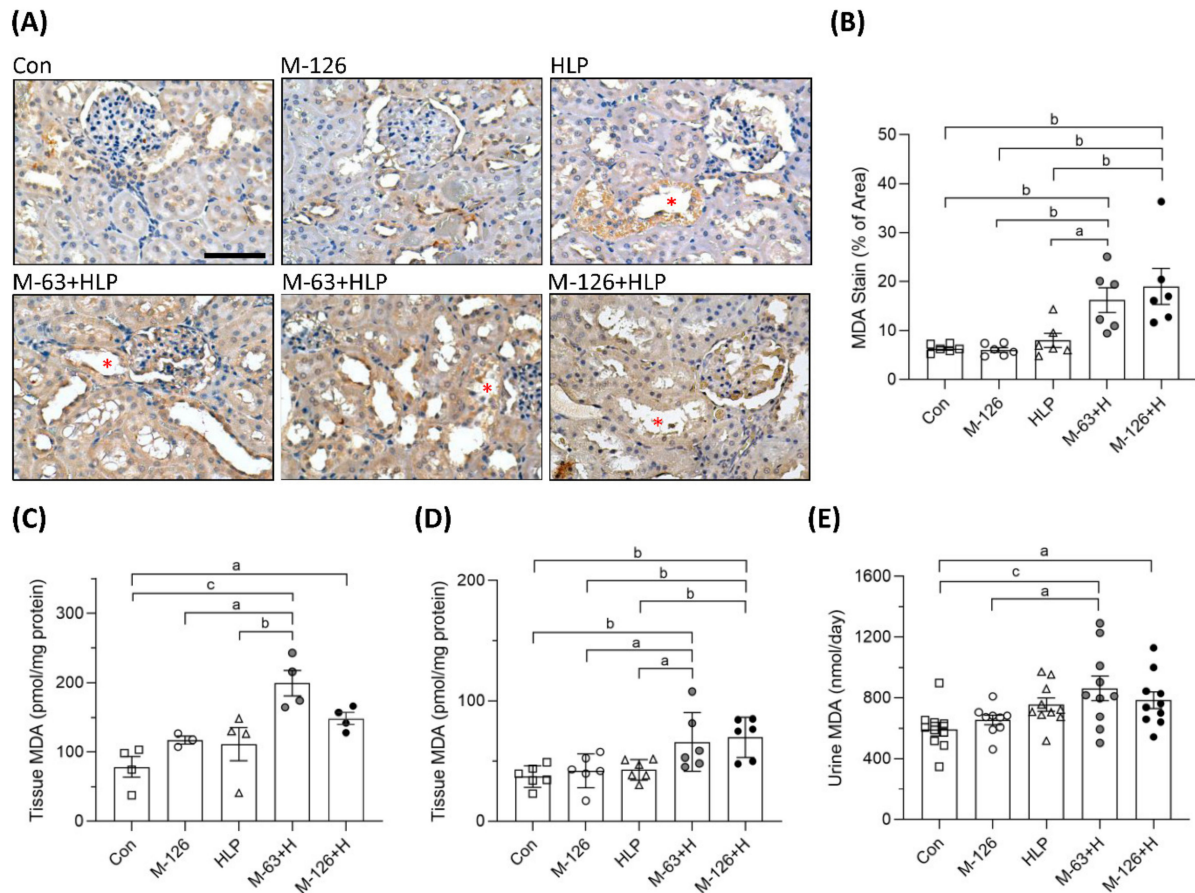 (A)
Con
M-126
HLP
*
M-63+HLP
M-63+HLP
M-126+HLP
*
*
*
(B)
MDA Stain (% of Area)
50
40
30
20
10
0
b
b
b
b
b
a
Con
M-126
HLP
M-63+H
M-126+H
(C)
Tissue MDA (pmol/mg protein)
300
200
100
0
a
c
a
b
Con
M-126
HLP
M-63+H
M-126+H
(D)
Tissue MDA (pmol/mg protein)
200
100
0
b
b
b
b
a
a
Con
M-126
HLP
M-63+H
M-126+H
(E)
Urine MDA (nmol/day)
1600
1200
800
400
0
a
c
a
Con
M-126
HLP
M-63+H
M-126+H